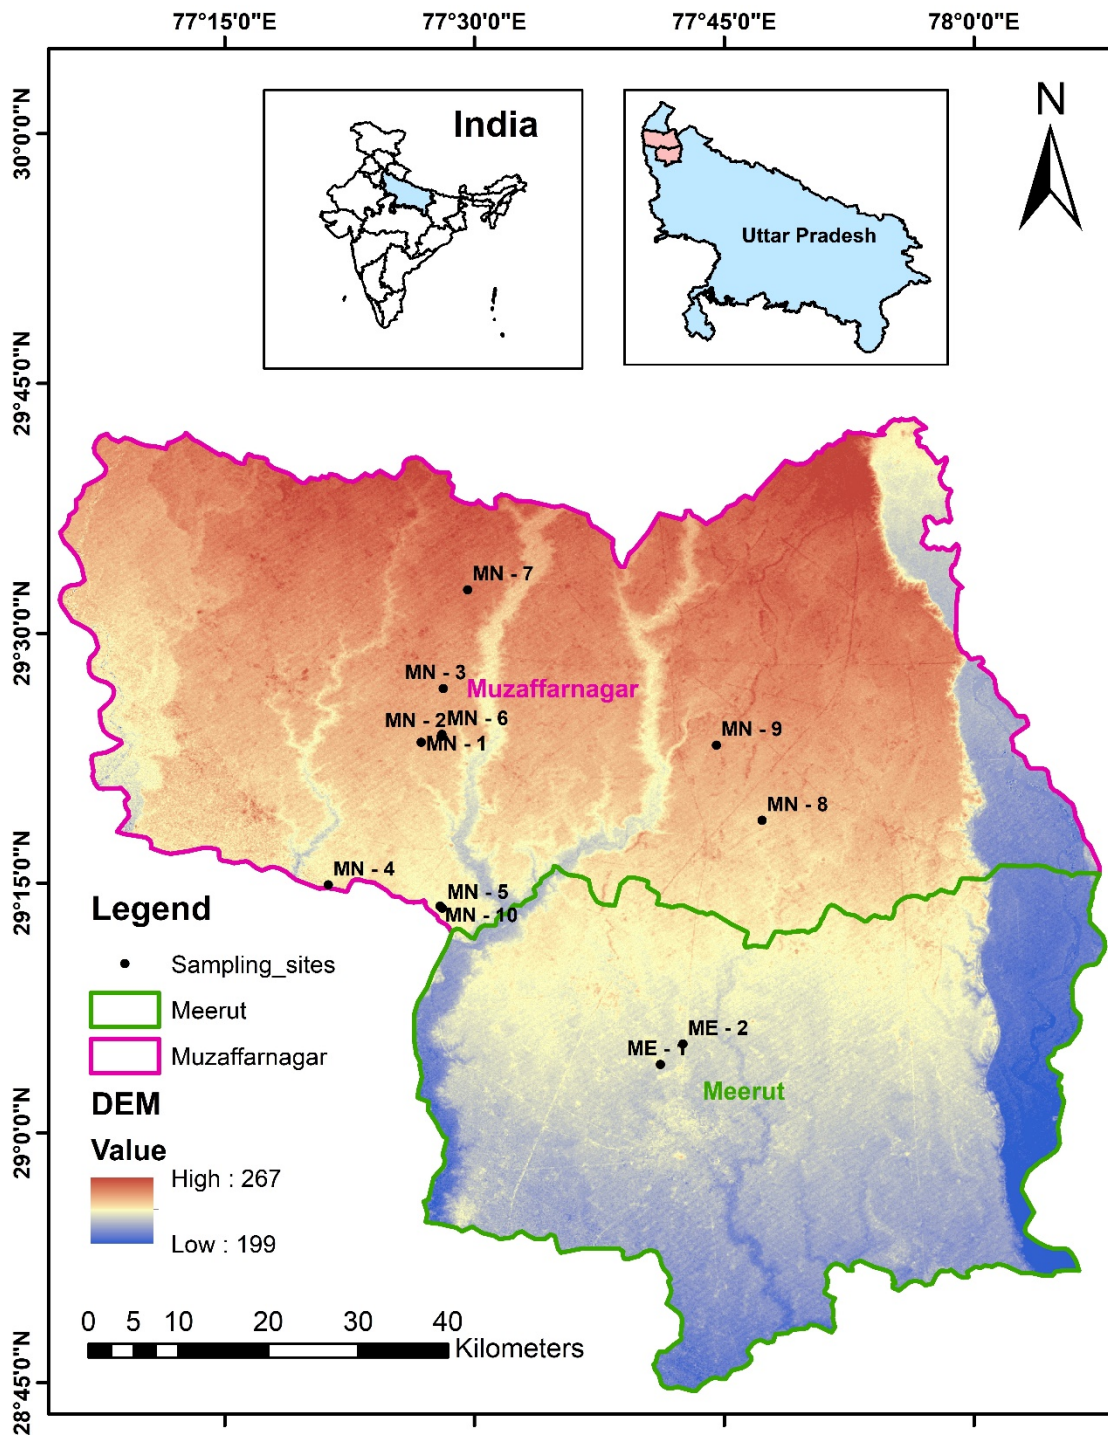 77°15'0"E
77°30'0"E
77°45'0"E
78°0'0"E
30°0'0"N
29°45'0"N
29°30'0"N
29°15'0"N
29°0'0"N
28°45'0"N
India
Uttar Pradesh
N
MN - 7
MN - 3
Muzaffarnagar
MN - 2
MN - 6
MN - 1
MN - 9
MN - 8
MN - 4
MN - 5
MN - 10
ME - 2
ME - 1
Meerut
Legend
Sampling_sites
Meerut
Muzaffarnagar
DEM
Value
High : 267
Low : 199
0 5 10 20 30 40
Kilometers